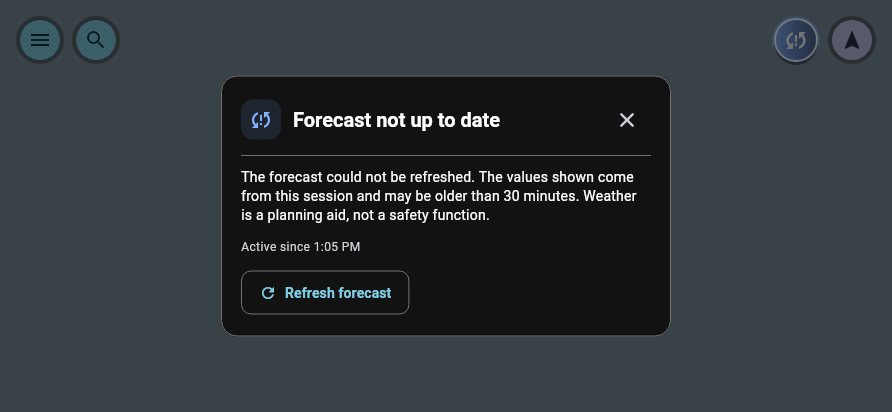 Forecast not up to date
The forecast could not be refreshed. The values shown come
from this session and may be older than 30 minutes. Weather
is a planning aid, not a safety function.
Active since 1:05 PM
Refresh forecast